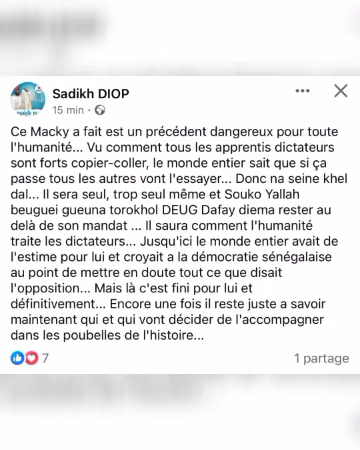 Sadikh DIOP
15 min
Ce Macky a fait est un précédent dangereux pour toute
l'humanité... Vu comment tous les apprentis dictateurs
sont forts copier-coller, le monde entier sait que si ça
passe tous les autres vont l'essayer... Donc na seine khel
dal... Il sera seul, trop seul même et Souko Yallah
beuguei gueuna torokhol DEUG Dafay diema rester au
delà de son mandat ... Il saura comment l'humanité
traite les dictateurs... Jusqu'ici le monde entier avait de
l'estime pour lui et croyait a la démocratie sénégalaise
au point de mettre en doute tout ce que disait
l'opposition... Mais là c'est fini pour lui et
définitivement... Encore une fois il reste juste a savoir
maintenant qui et qui vont décider de l'accompagner
dans les poubelles de l'histoire...
7
1 partage